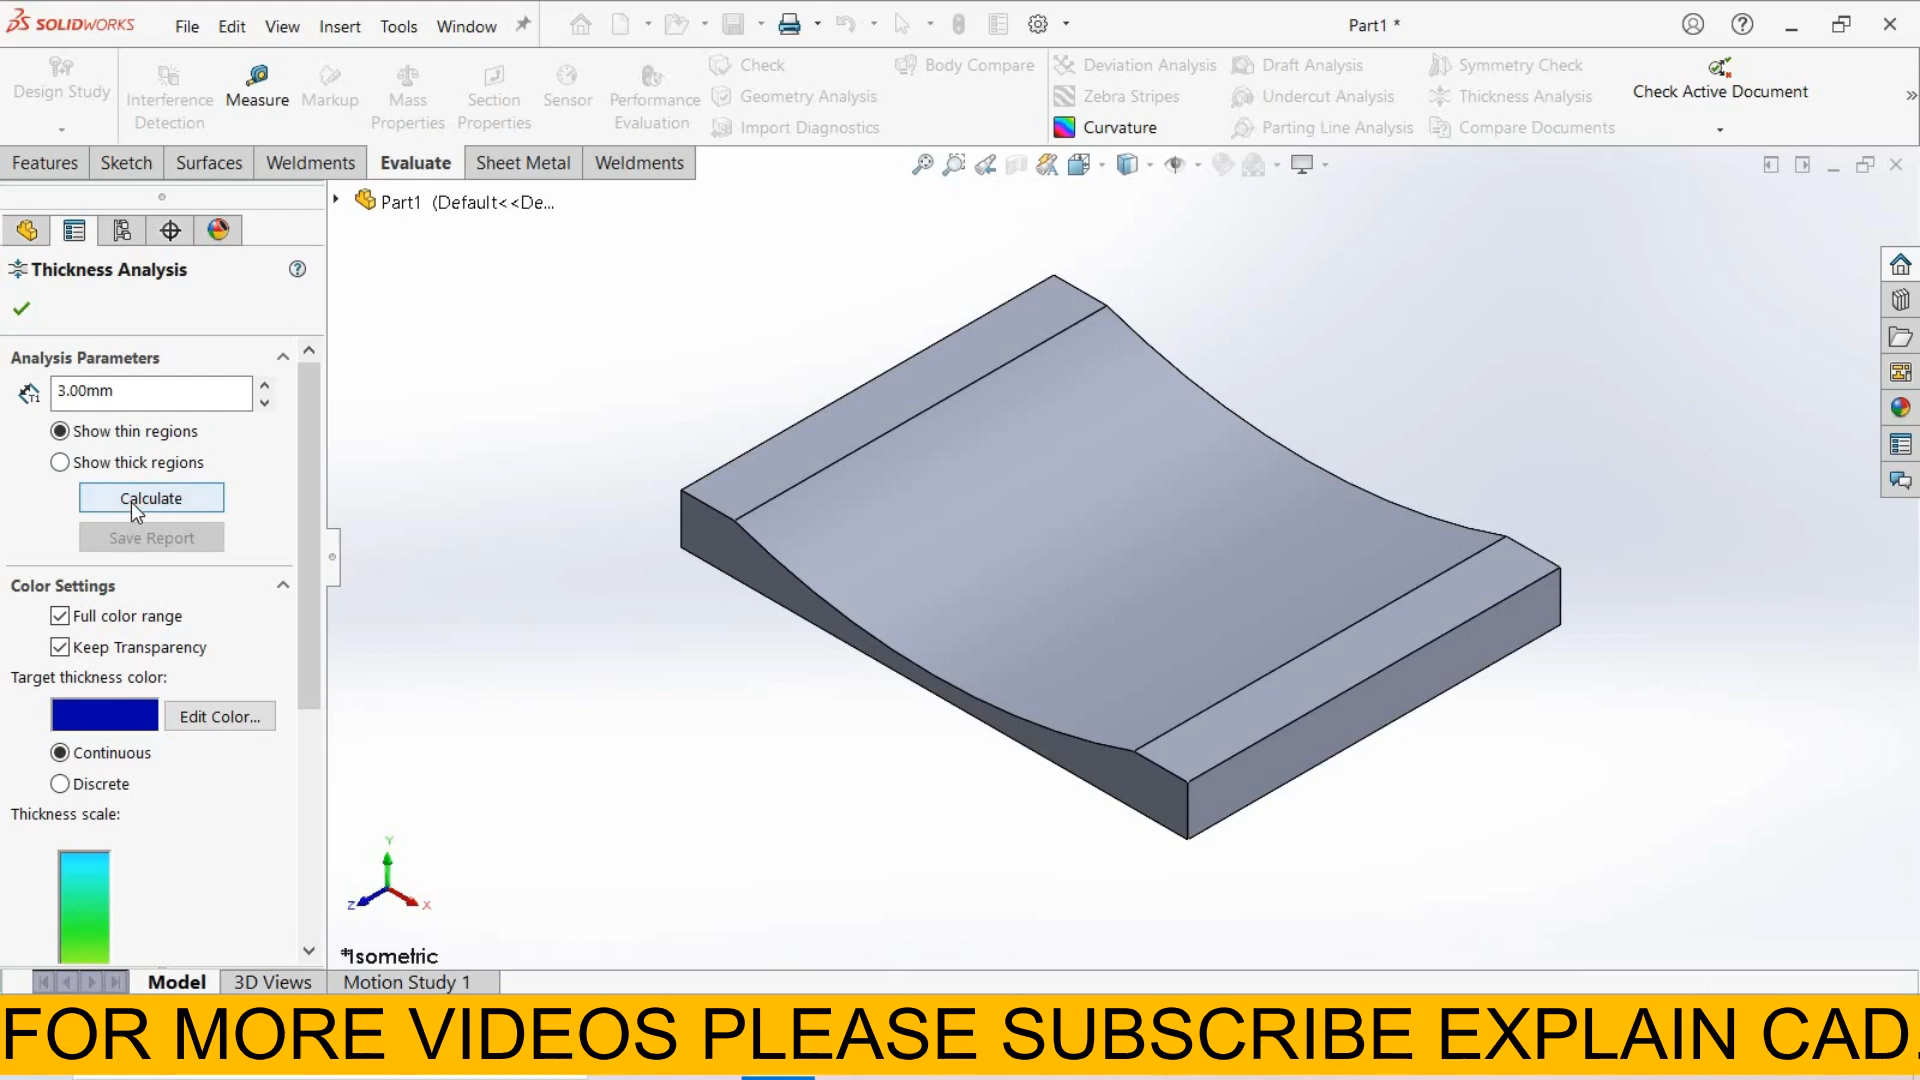 SOLIDWORKS File Edit View Insert Tools Window Part1 *
Design Study
Interference Detection
Measure
Markup
Mass Properties
Section Properties
Sensor
Performance Evaluation
Check
Geometry Analysis
Import Diagnostics
Body Compare
Deviation Analysis
Zebra Stripes
Curvature
Draft Analysis
Undercut Analysis
Parting Line Analysis
Symmetry Check
Thickness Analysis
Compare Documents
Check Active Document
Features Sketch Surfaces Weldments Evaluate Sheet Metal Weldments
Part1 (Default<<De...
Thickness Analysis
Analysis Parameters
T1
3.00mm
Show thin regions
Show thick regions
Calculate
Save Report
Color Settings
Full color range
Keep Transparency
Target thickness color:
Edit Color...
Continuous
Discrete
Thickness scale:
Y
Z
X
*Isometric
Model 3D Views Motion Study 1
FOR MORE VIDEOS PLEASE SUBSCRIBE EXPLAIN CAD.